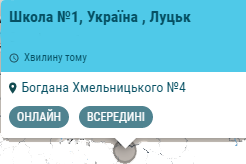 Школа №1, Україна , Луцьк
Хвилину тому
Богдана Хмельницького №4
ОНЛАЙН ВСЕРЕДИНІ